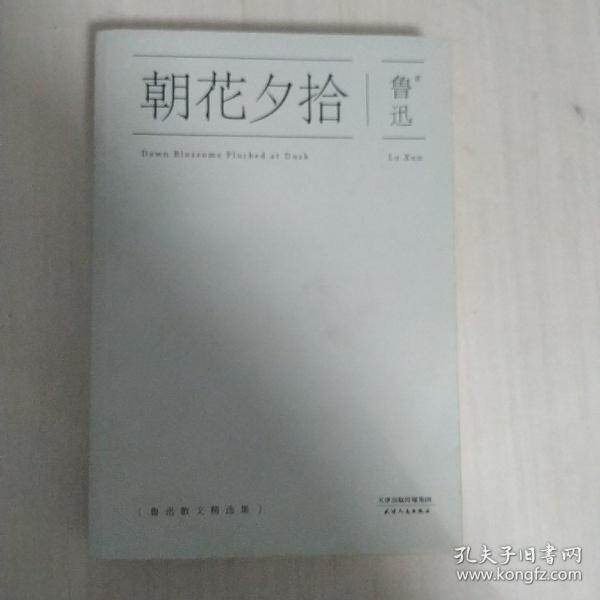 朝花夕拾
鲁迅 著
Dawn Blossoms Plucked at Dusk
Lu Xun
(鲁迅散文精选集)
天津出版传媒集团
天津人民出版社
孔夫子旧书网
www.kongfz.com